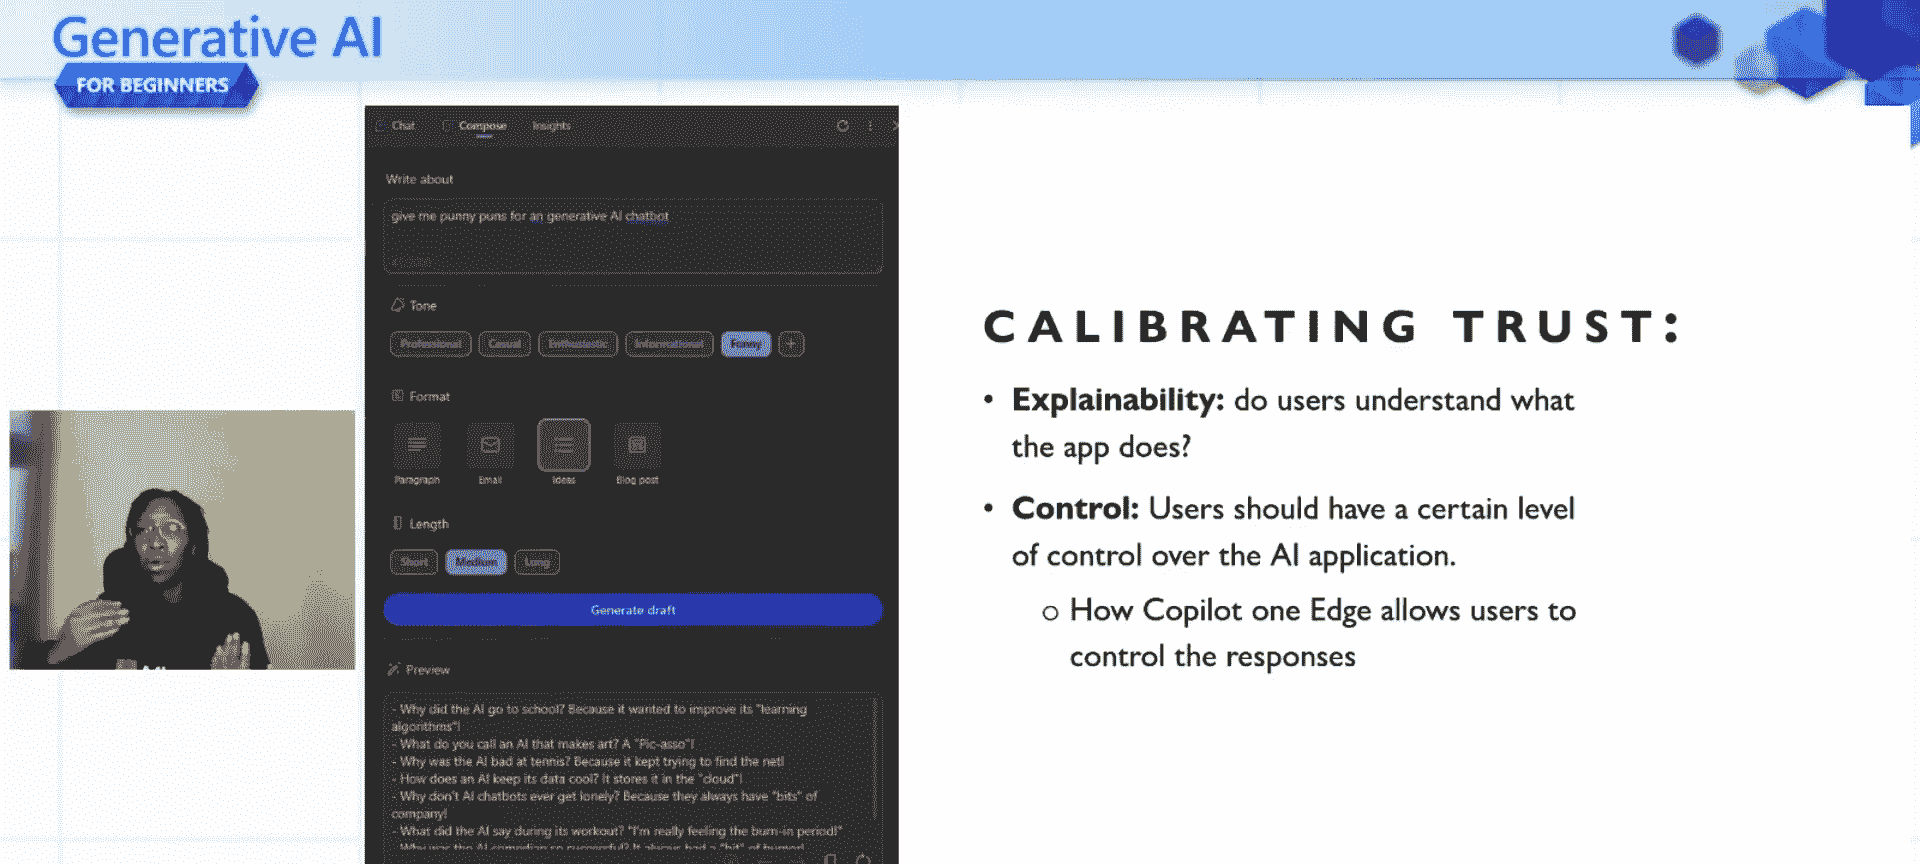 Generative AI
FOR BEGINNERS
Chat Compose Insights
Write about
give me punny puns for an generative AI chatbot
Tone
Professional Casual Enthusiastic Informational Funny +
Format
Paragraph Email Ideas Blog post
Length
Short Medium Long
Generate draft
Preview
- Why did the AI go to school? Because it wanted to improve its "learning
algorithms"!
- What do you call an AI that makes art? A "Pic-asso"!
- Why was the AI bad at tennis? Because it kept trying to find the net!
- How does an AI keep its data cool? It stores it in the "cloud"!
- Why don't AI chatbots ever get lonely? Because they always have "bits" of
company!
- What did the AI say during its workout? "I'm really feeling the burn-in period!"
CALIBRATING TRUST:
• Explainability: do users understand what
the app does?
• Control: Users should have a certain level
of control over the AI application.
o How Copilot one Edge allows users to
control the responses